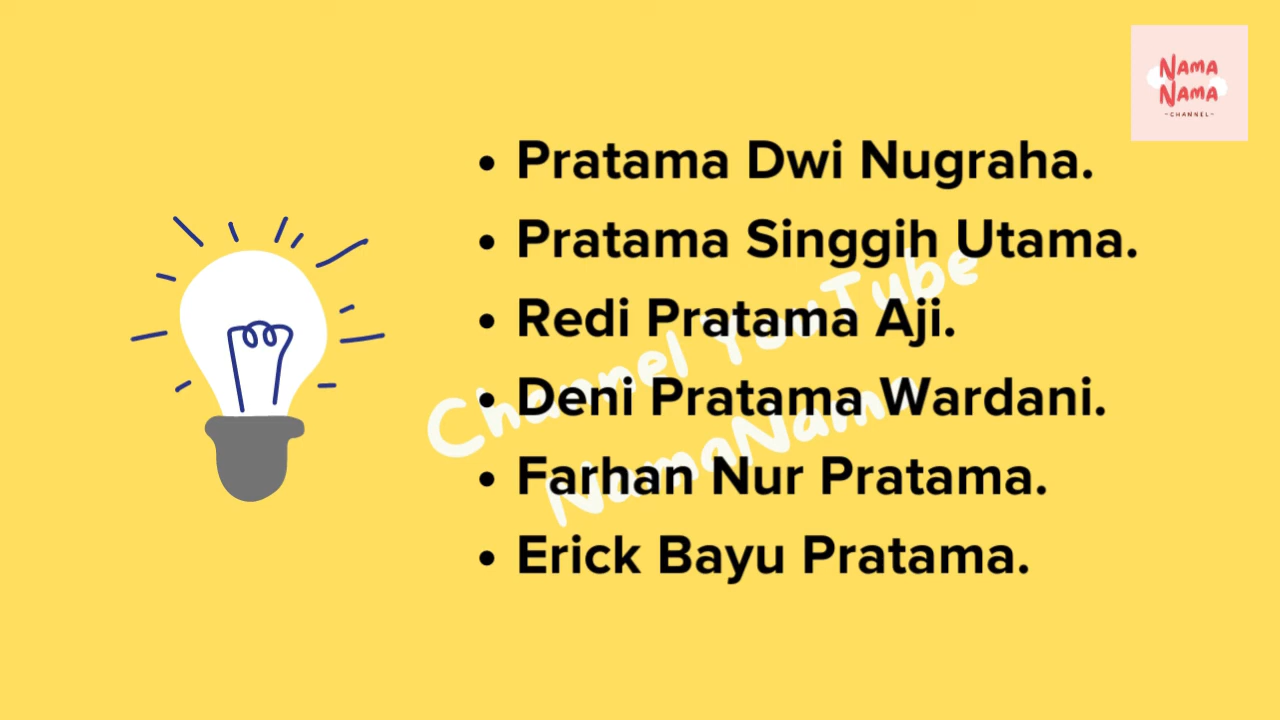 NAMA
NAMA
-CHANNEL-
• Pratama Dwi Nugraha.
• Pratama Singgih Utama.
• Redi Pratama Aji.
• Deni Pratama Wardani.
• Farhan Nur Pratama.
• Erick Bayu Pratama.
Channel YouTube
NamaNama